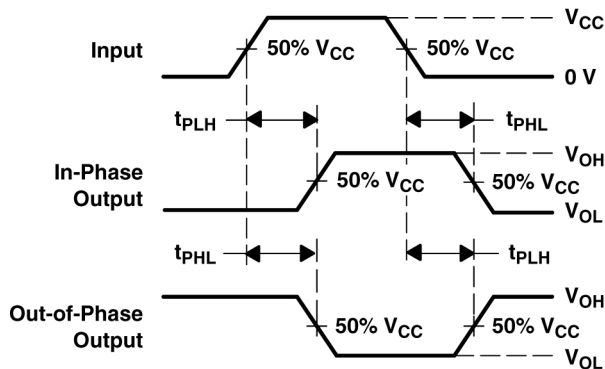 VCC
Input
50% VCC
50% VCC
0 V
tPLH
tPHL
VOH
In-Phase
Output
50% VCC
50% VCC
VOL
tPHL
tPLH
VOH
Out-of-Phase
Output
50% VCC
50% VCC
VOL